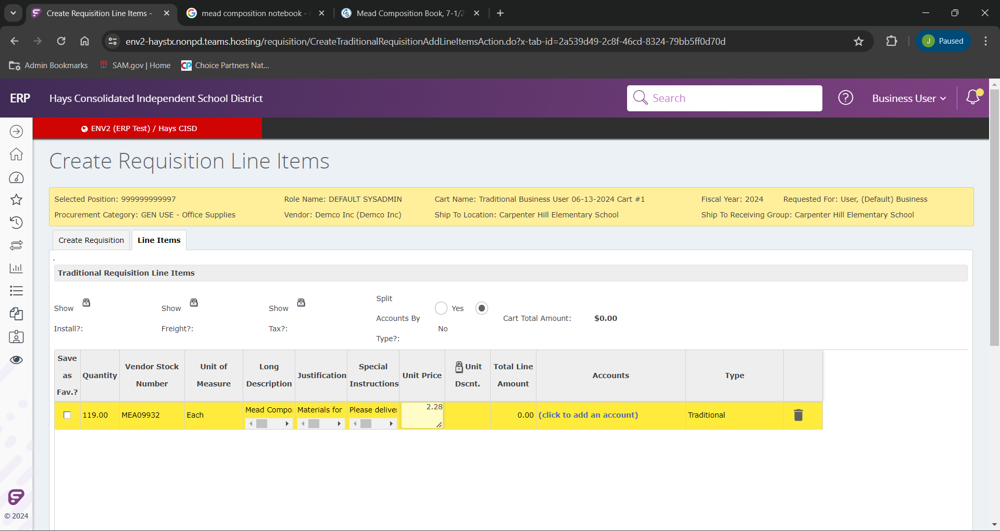 Create Requisition Line Items -
mead composition notebook -
Mead Composition Book, 7-1/2
env2-haystx.nonpd.teams.hosting/requisition/CreateTraditionalRequisitionAddLineItemsAction.do?x-tab-id=2a539d49-2c8f-46cd-8324-79bb5ff0d70d
J Paused
Admin Bookmarks
SAM.gov | Home
CP Choice Partners Nat...
ERP Hays Consolidated Independent School District
Search
?
Business User
ENV2 (ERP Test) / Hays CISD
Create Requisition Line Items
Selected Position: 999999999997
Role Name: DEFAULT SYSADMIN
Cart Name: Traditional Business User 06-13-2024 Cart #1
Fiscal Year: 2024
Requested For: User, (Default) Business
Procurement Category: GEN USE - Office Supplies
Vendor: Demco Inc (Demco Inc)
Ship To Location: Carpenter Hill Elementary School
Ship To Receiving Group: Carpenter Hill Elementary School
Create Requisition
Line Items
.
Traditional Requisition Line Items
Show
Install?:
Show
Freight?:
Show
Tax?:
Split
Accounts By
Type?:
Yes
No
Cart Total Amount: $0.00
Save
as
Fav.?
Quantity
Vendor Stock
Number
Unit of
Measure
Long
Description
Justification
Special
Instructions
Unit Price
Unit
Dscnt.
Total Line
Amount
Accounts
Type
119.00
MEA09932
Each
Mead Compo
Materials for
Please delive
2.28
0.00
(click to add an account)
Traditional
© 2024